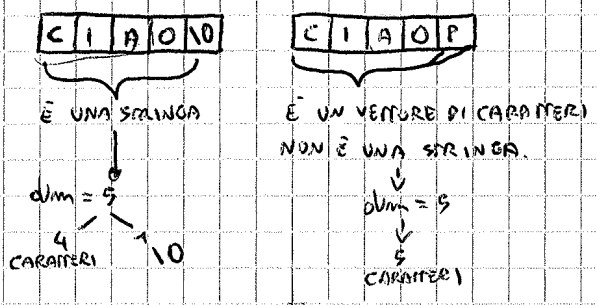 C I A O \0
È UNA STRINGA
dim = 5
4
CARATTERI
1 \0
C I A O P
È UN VETTORE DI CARATTERI
NON È UNA STRINGA.
dim = 5
5
CARATTERI